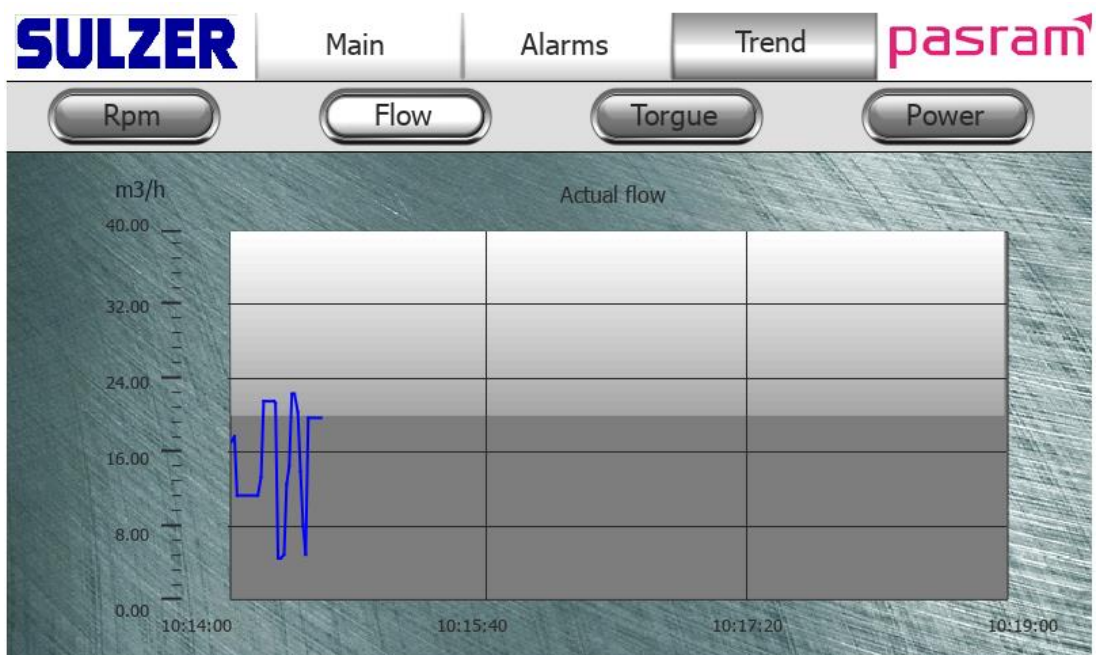 SULZER Main Alarms Trend pasram
Rpm Flow Torgue Power
m3/h Actual flow
40.00
32.00
24.00
16.00
8.00
0.00
10:14:00 10:15:40 10:17:20 10:19:00